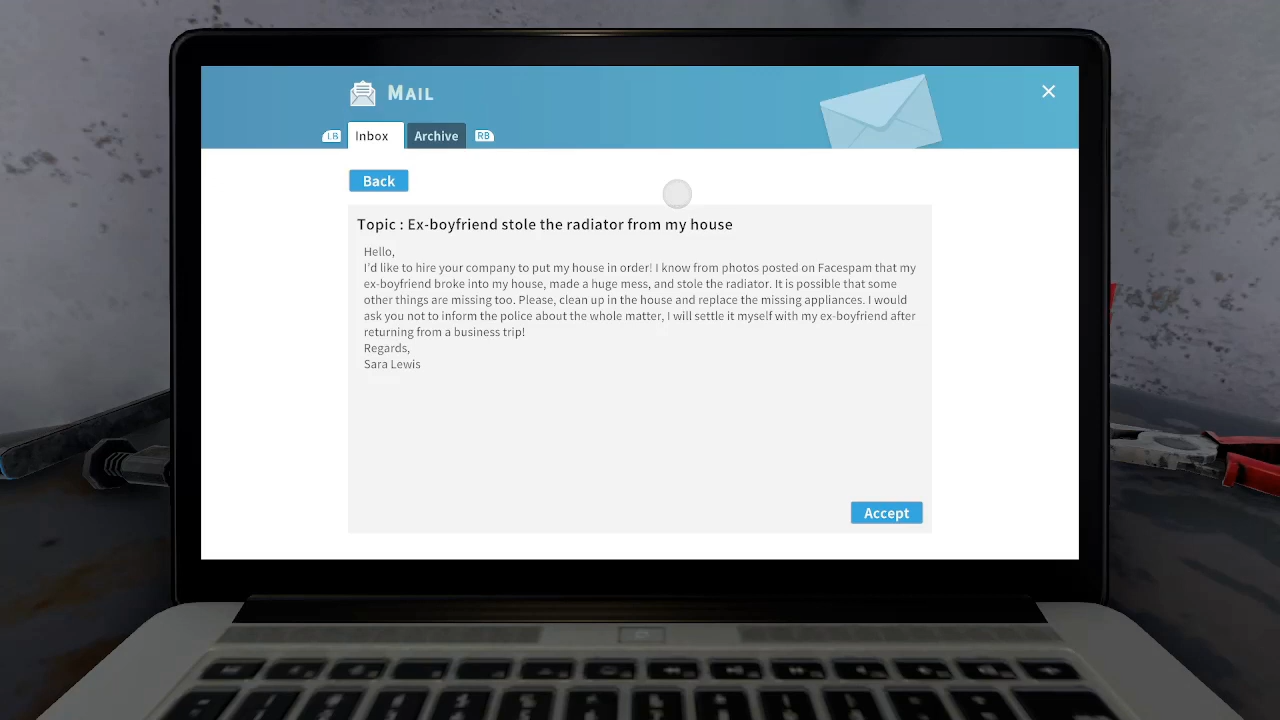 MAIL
LB Inbox Archive RB
Back
Topic : Ex-boyfriend stole the radiator from my house
Hello,
I'd like to hire your company to put my house in order! I know from photos posted on Facespam that my
ex-boyfriend broke into my house, made a huge mess, and stole the radiator. It is possible that some
other things are missing too. Please, clean up in the house and replace the missing appliances. I would
ask you not to inform the police about the whole matter, I will settle it myself with my ex-boyfriend after
returning from a business trip!
Regards,
Sara Lewis
Accept